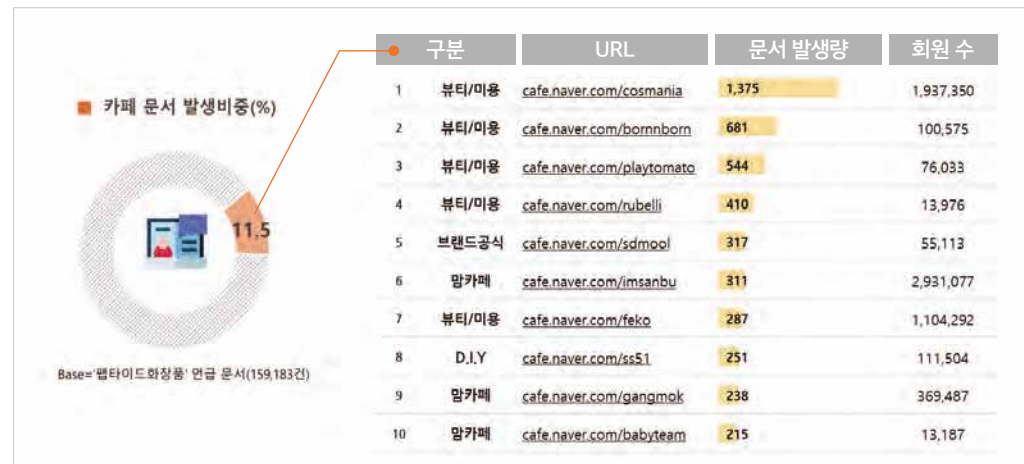 카페 문서 발생비중(%)
11.5
Base='펩타이드화장품' 언급 문서(159,183건)
구분 URL 문서 발생량 회원 수
1 뷰티/미용 cafe.naver.com/cosmania 1,375 1,937,350
2 뷰티/미용 cafe.naver.com/bornnborn 681 100,575
3 뷰티/미용 cafe.naver.com/playtomato 544 76,033
4 뷰티/미용 cafe.naver.com/rubelli 410 13,976
5 브랜드공식 cafe.naver.com/sdmool 317 55,113
6 맘카페 cafe.naver.com/imsanbu 311 2,931,077
7 뷰티/미용 cafe.naver.com/feko 287 1,104,292
8 D.I.Y cafe.naver.com/ss51 251 111,504
9 맘카페 cafe.naver.com/gangmok 238 369,487
10 맘카페 cafe.naver.com/babyteam 215 13,187